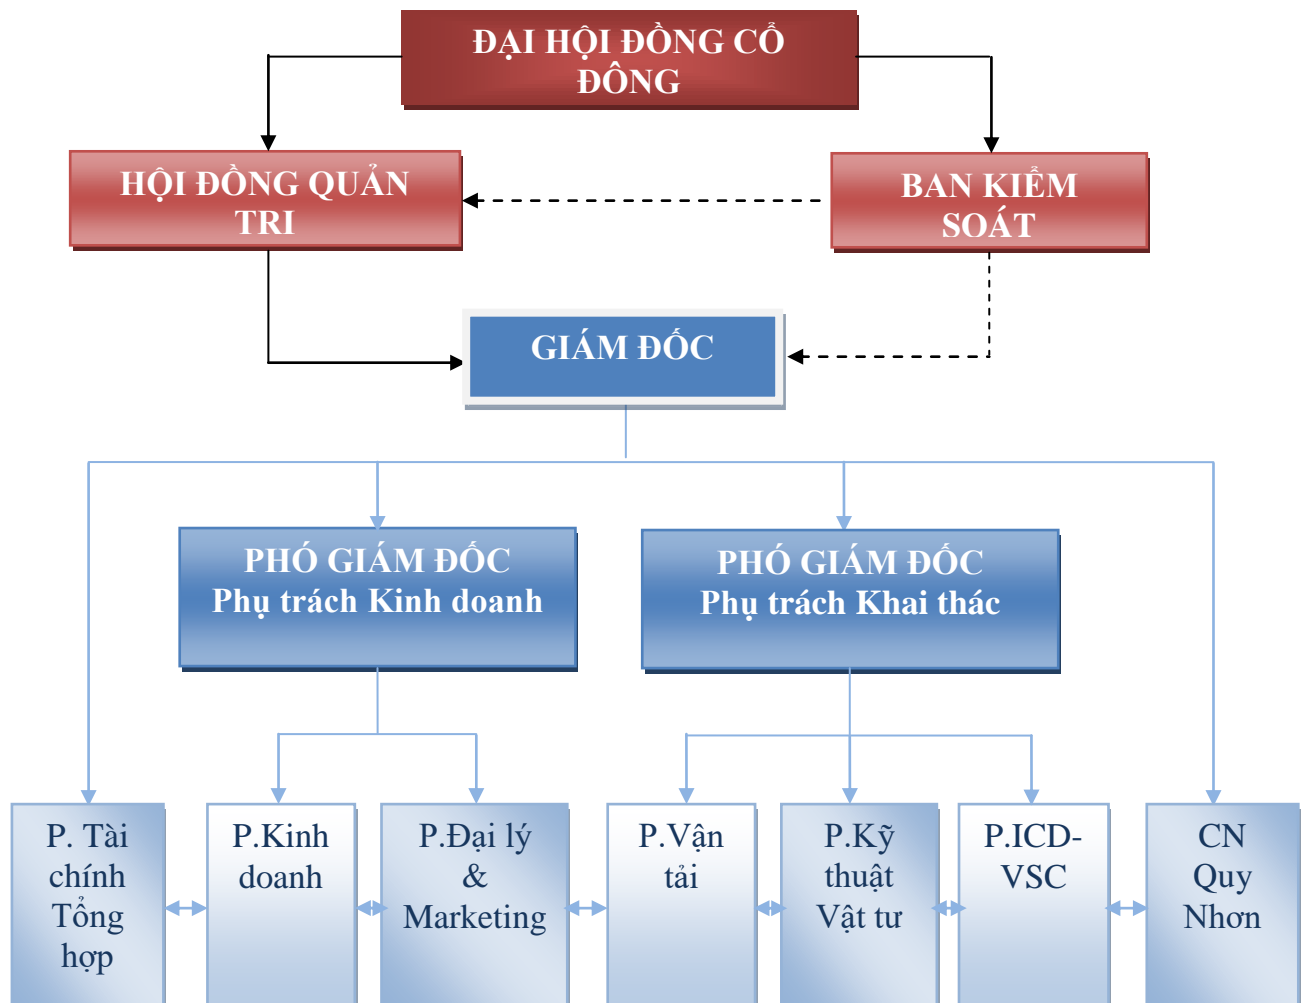 ĐẠI HỘI ĐỒNG CỔ
ĐÔNG
HỘI ĐỒNG QUẢN
TRI
BAN KIỂM
SOÁT
GIÁM ĐỐC
PHÓ GIÁM ĐỐC
Phụ trách Kinh doanh
PHÓ GIÁM ĐỐC
Phụ trách Khai thác
P. Tài
chính
Tổng
hợp
P.Kinh
doanh
P.Đại lý
&
Marketing
P.Vận
tải
P.Kỹ
thuật
Vật tư
P.ICD-
VSC
CN
Quy
Nhơn